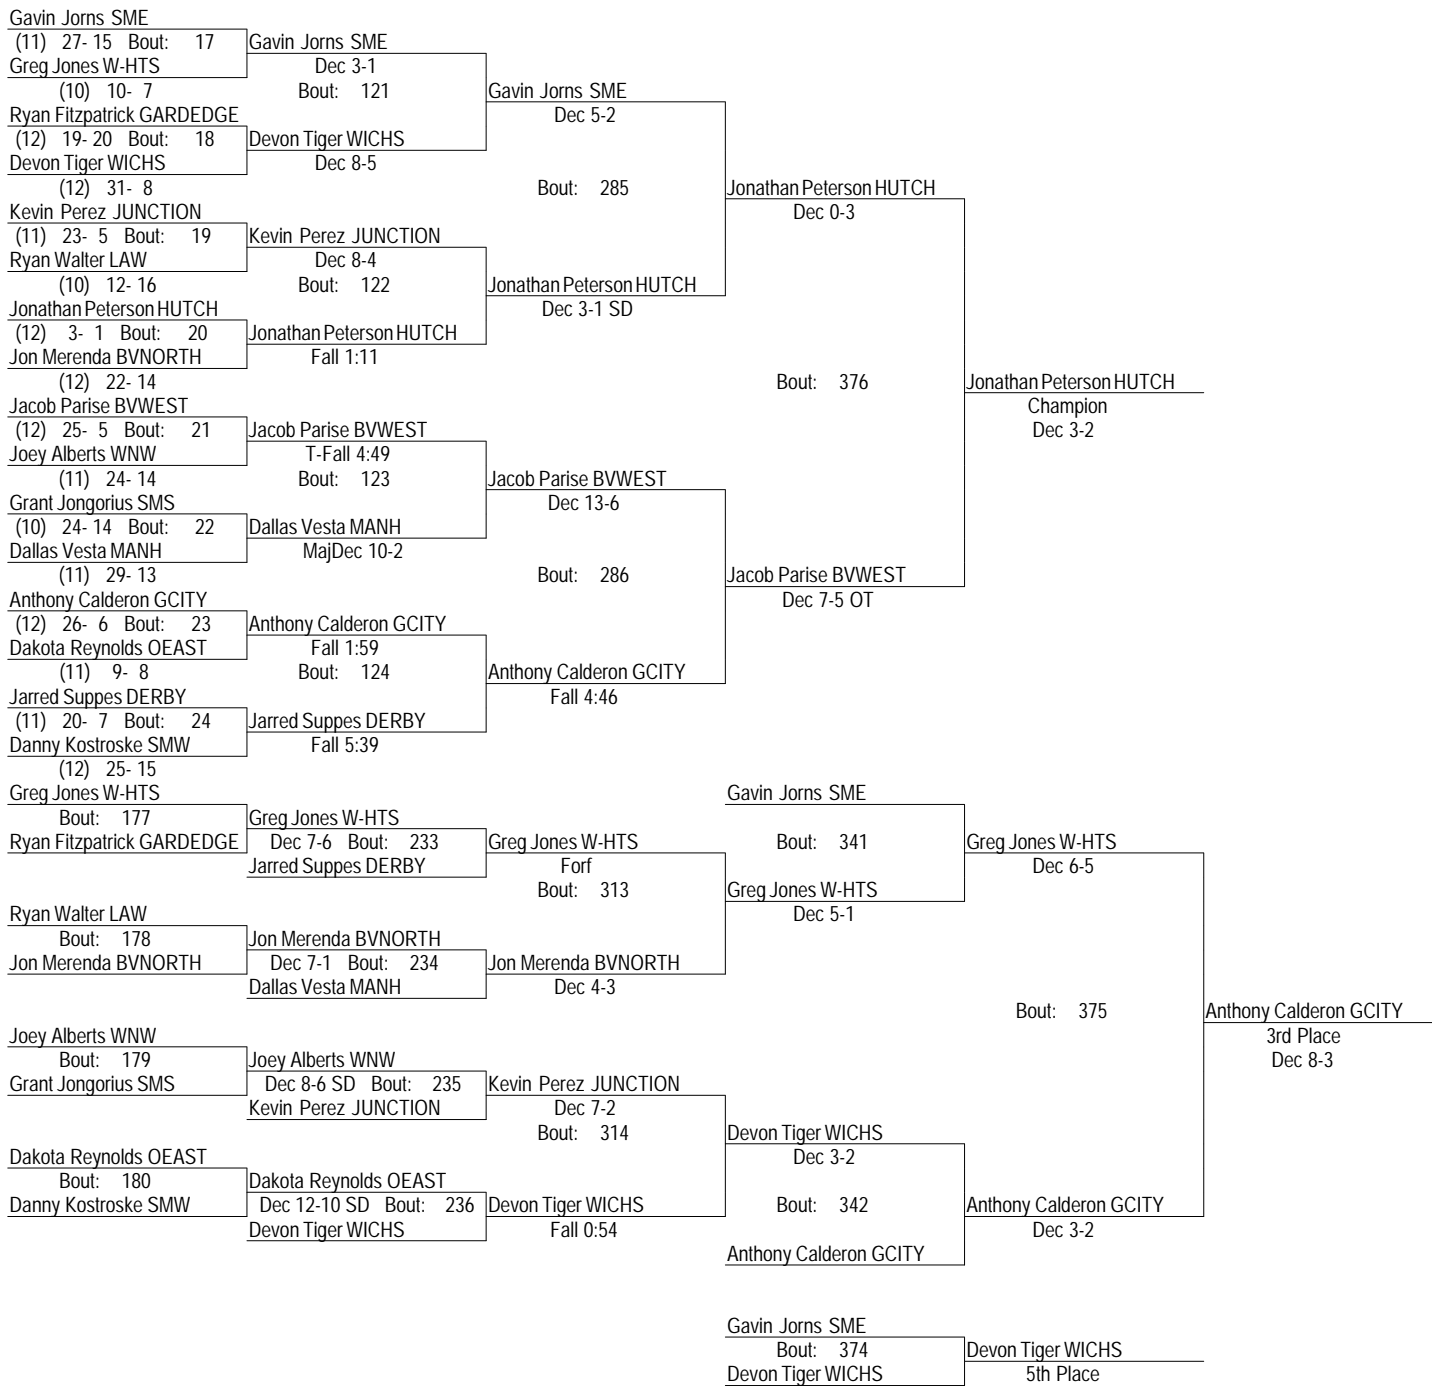 Gavin Jorns SME
(11) 27- 15 Bout: 17 Gavin Jorns SME
Greg Jones W-HTS Dec 3-1
(10) 10- 7 Bout: 121 Gavin Jorns SME
Ryan Fitzpatrick GARDEDGE Dec 5-2
(12) 19- 20 Bout: 18 Devon Tiger WICHS
Devon Tiger WICHS Dec 8-5
(12) 31- 8 Bout: 285 Jonathan Peterson HUTCH
Kevin Perez JUNCTION Dec 0-3
(11) 23- 5 Bout: 19 Kevin Perez JUNCTION
Ryan Walter LAW Dec 8-4
(10) 12- 16 Bout: 122 Jonathan Peterson HUTCH
Jonathan Peterson HUTCH Dec 3-1 SD
(12) 3- 1 Bout: 20 Jonathan Peterson HUTCH
Jon Merenda BVNORTH Fall 1:11
(12) 22- 14 Bout: 376 Jonathan Peterson HUTCH
Jacob Parise BVWEST Champion
(12) 25- 5 Bout: 21 Jacob Parise BVWEST Dec 3-2
Joey Alberts WNW T-Fall 4:49
(11) 24- 14 Bout: 123 Jacob Parise BVWEST
Grant Jongorius SMS Dec 13-6
(10) 24- 14 Bout: 22 Dallas Vesta MANH
Dallas Vesta MANH MajDec 10-2
(11) 29- 13 Bout: 286 Jacob Parise BVWEST
Anthony Calderon GCITY Dec 7-5 OT
(12) 26- 6 Bout: 23 Anthony Calderon GCITY
Dakota Reynolds OEAST Fall 1:59
(11) 9- 8 Bout: 124 Anthony Calderon GCITY
Jarred Suppes DERBY Fall 4:46
(11) 20- 7 Bout: 24 Jarred Suppes DERBY
Danny Kostroske SMW Fall 5:39
(12) 25- 15
Greg Jones W-HTS Gavin Jorns SME
Bout: 177 Greg Jones W-HTS
Ryan Fitzpatrick GARDEDGE Dec 7-6 Bout: 233 Greg Jones W-HTS Bout: 341 Greg Jones W-HTS
Jarred Suppes DERBY Forf Dec 6-5
Bout: 313 Greg Jones W-HTS
Ryan Walter LAW Dec 5-1
Bout: 178 Jon Merenda BVNORTH
Jon Merenda BVNORTH Dec 7-1 Bout: 234 Jon Merenda BVNORTH
Dallas Vesta MANH Dec 4-3
Bout: 375 Anthony Calderon GCITY
Joey Alberts WNW 3rd Place
Bout: 179 Joey Alberts WNW Dec 8-3
Grant Jongorius SMS Dec 8-6 SD Bout: 235 Kevin Perez JUNCTION
Kevin Perez JUNCTION Dec 7-2
Bout: 314 Devon Tiger WICHS
Dakota Reynolds OEAST Dec 3-2
Bout: 180 Dakota Reynolds OEAST
Danny Kostroske SMW Dec 12-10 SD Bout: 236 Devon Tiger WICHS Bout: 342 Anthony Calderon GCITY
Devon Tiger WICHS Fall 0:54 Dec 3-2
Anthony Calderon GCITY
Gavin Jorns SME
Bout: 374 Devon Tiger WICHS
Devon Tiger WICHS 5th Place